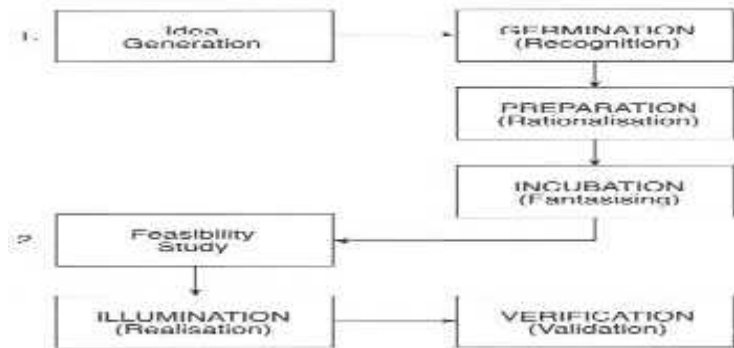 1.
Idea
Generation
GERMINATION
(Recognition)
PREPARATION
(Rationalisation)
INCUBATION
(Fantasising)
2.
Feasibility
Study
ILLUMINATION
(Realisation)
VERIFICATION
(Validation)